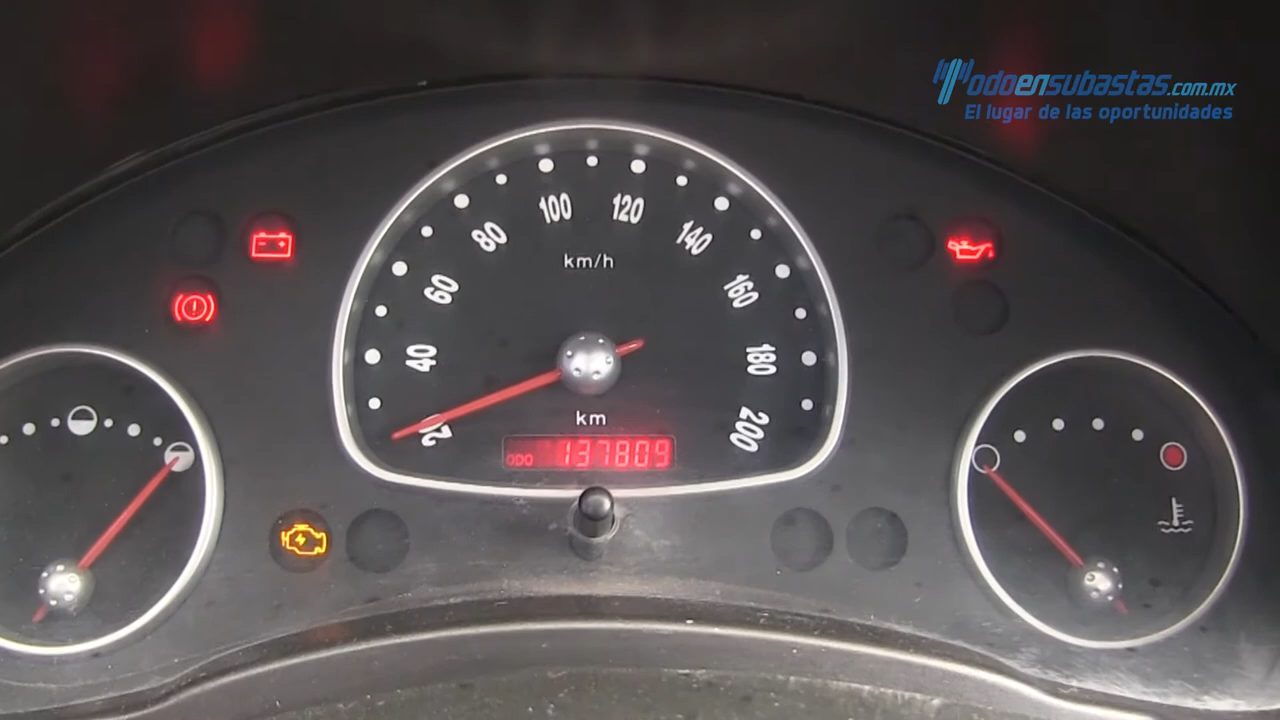 Todoensubastas.com.mx
El lugar de las oportunidades
100
120
80
140
km/h
60
160
40
180
km
20
200
ODO 137809